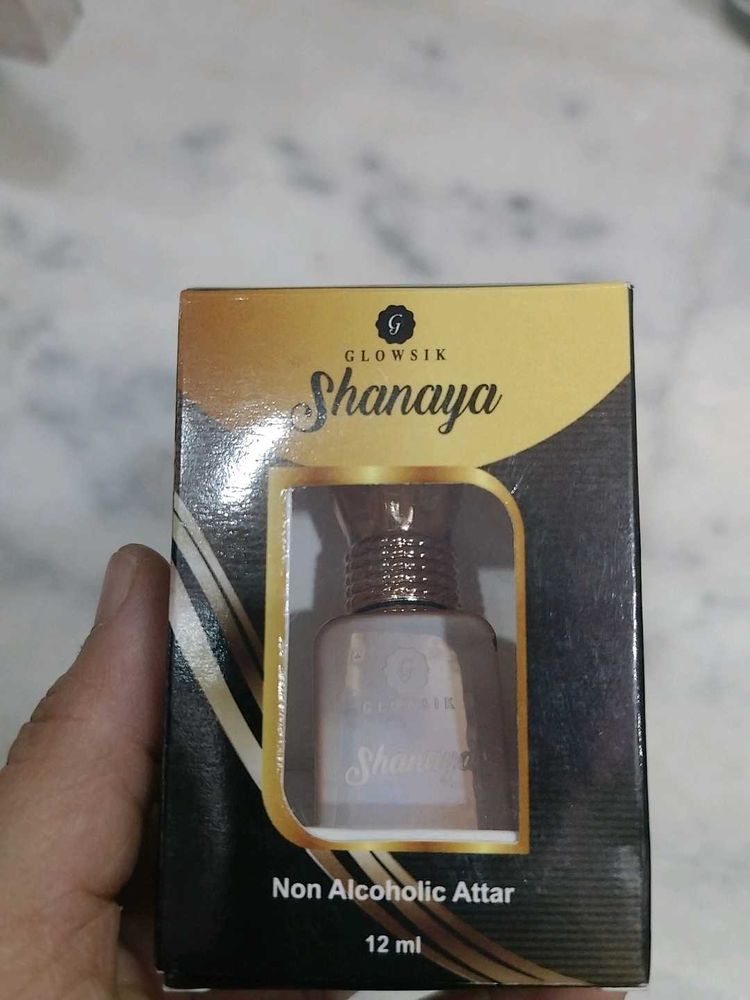 G
GLOWSIK
Shanaya
G
GLOWSIK
Shanaya
Non Alcoholic Attar
12 ml